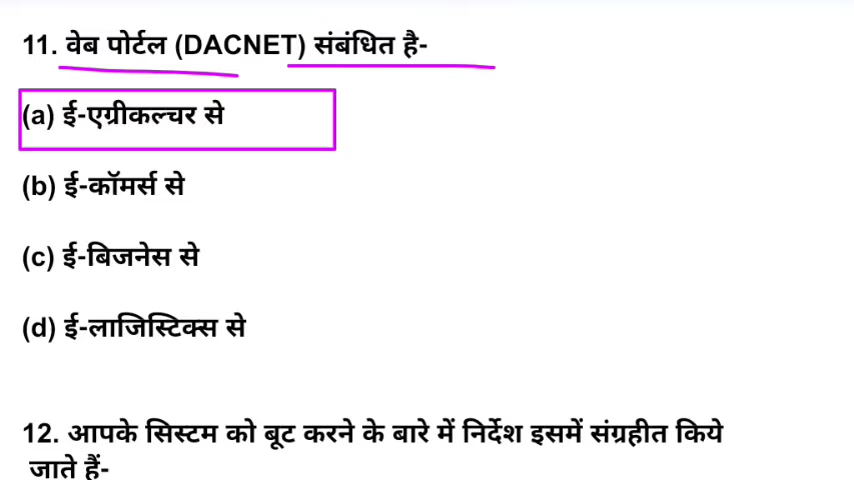 11. वेब पोर्टल (DACNET) संबंधित है-
(a) ई-एग्रीकल्चर से
(b) ई-कॉमर्स से
(c) ई-बिजनेस से
(d) ई-लाजिस्टिक्स से
12. आपके सिस्टम को बूट करने के बारे में निर्देश इसमें संग्रहीत किये
जाते हैं-